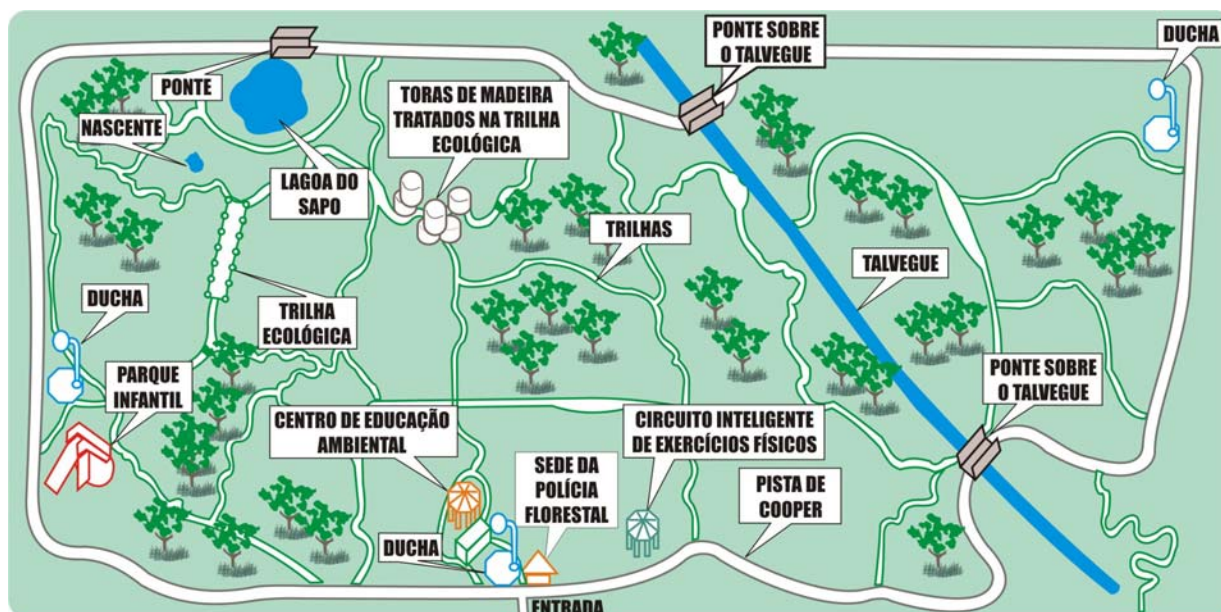 PONTE SOBRE
O TALVEGUE
DUCHA
PONTE
TORAS DE MADEIRA
TRATADOS NA TRILHA
ECOLÓGICA
NASCENTE
LAGOA DO
SAPO
TRILHAS
TALVEGUE
DUCHA
TRILHA
ECOLÓGICA
PARQUE
INFANTIL
PONTE SOBRE
O TALVEGUE
CENTRO DE EDUCAÇÃO
AMBIENTAL
CIRCUITO INTELIGENTE
DE EXERCÍCIOS FÍSICOS
SEDE DA
POLÍCIA
FLORESTAL
PISTA DE
COOPER
DUCHA
ENTRADA